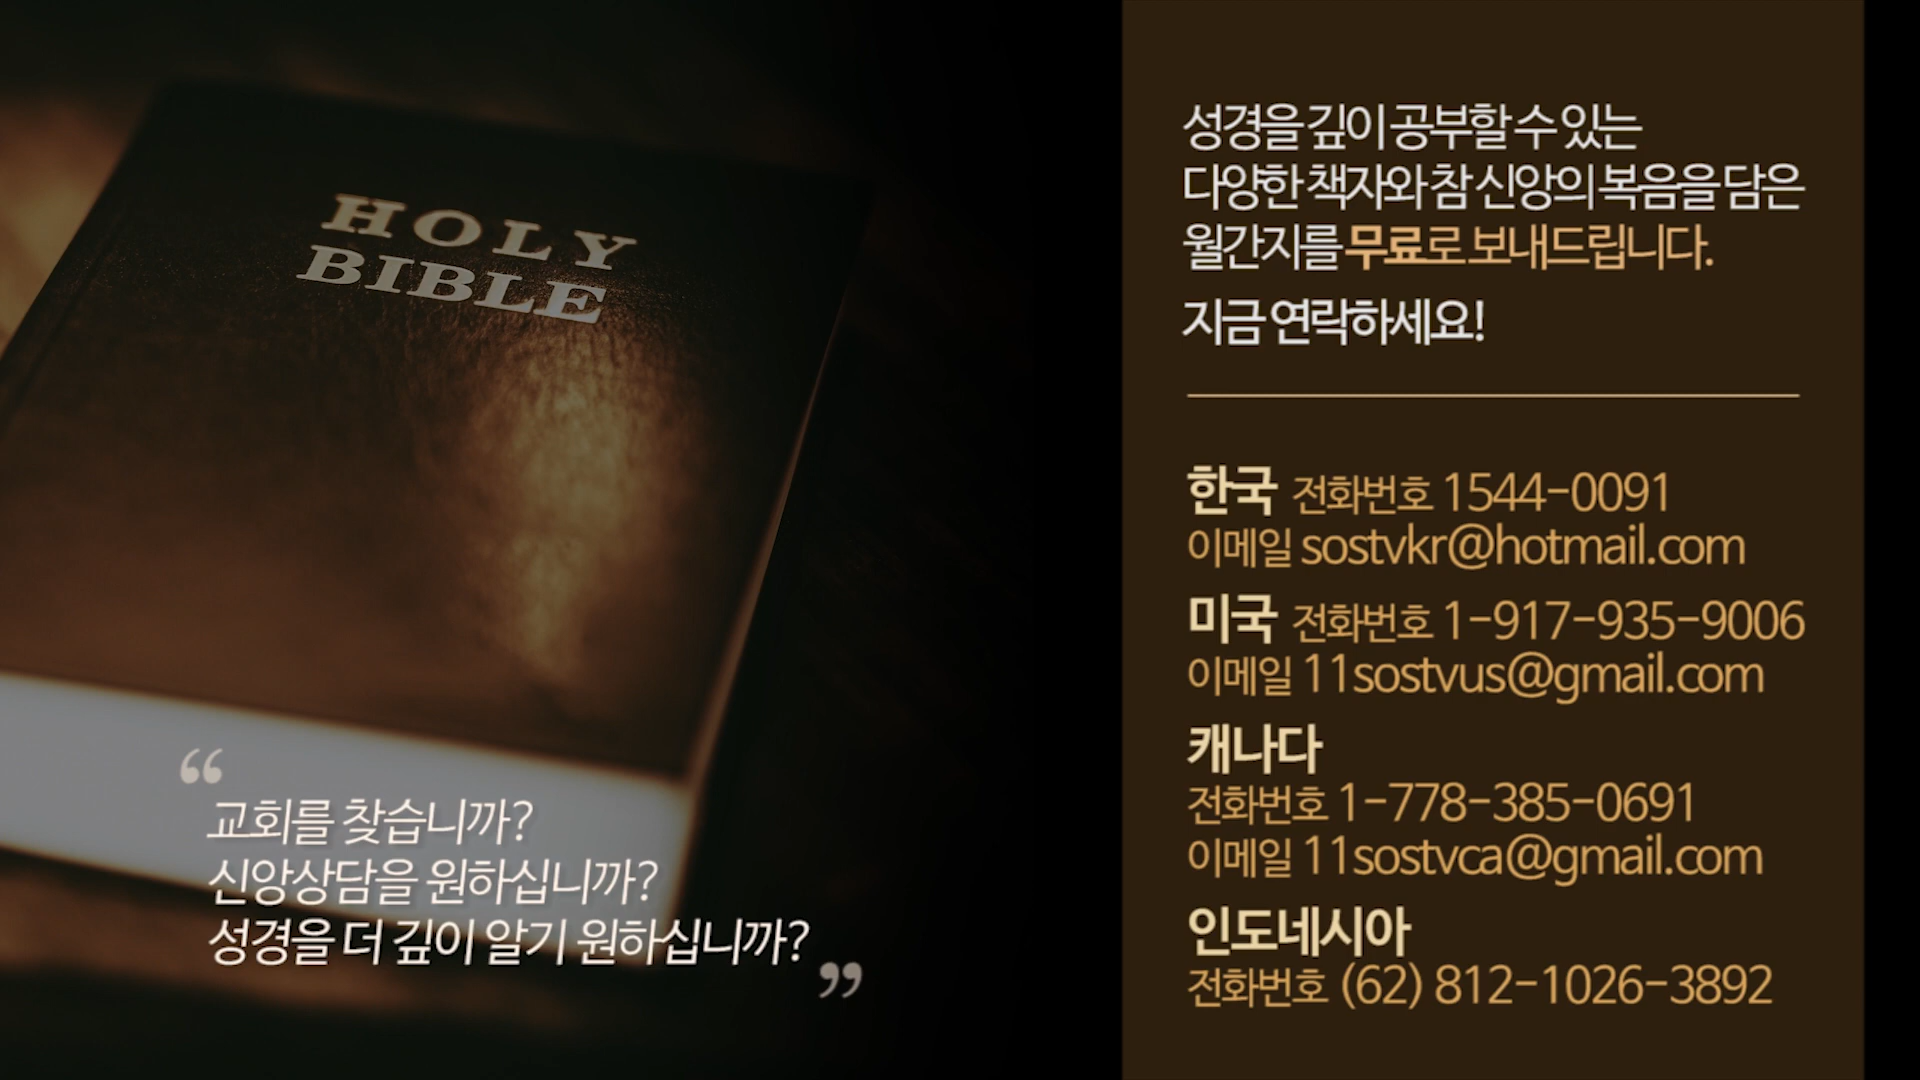 HOLY
BIBLE
“
교회를 찾습니까?
신앙상담을 원하십니까?
성경을 더 깊이 알기 원하십니까?
”
성경을 깊이 공부할 수 있는
다양한 책자와 참 신앙의 복음을 담은
월간지를 무료로 보내드립니다.
지금 연락하세요!
한국 전화번호 1544-0091
이메일 sostvkr@hotmail.com
미국 전화번호 1-917-935-9006
이메일 11sostvus@gmail.com
캐나다
전화번호 1-778-385-0691
이메일 11sostvca@gmail.com
인도네시아
전화번호 (62) 812-1026-3892